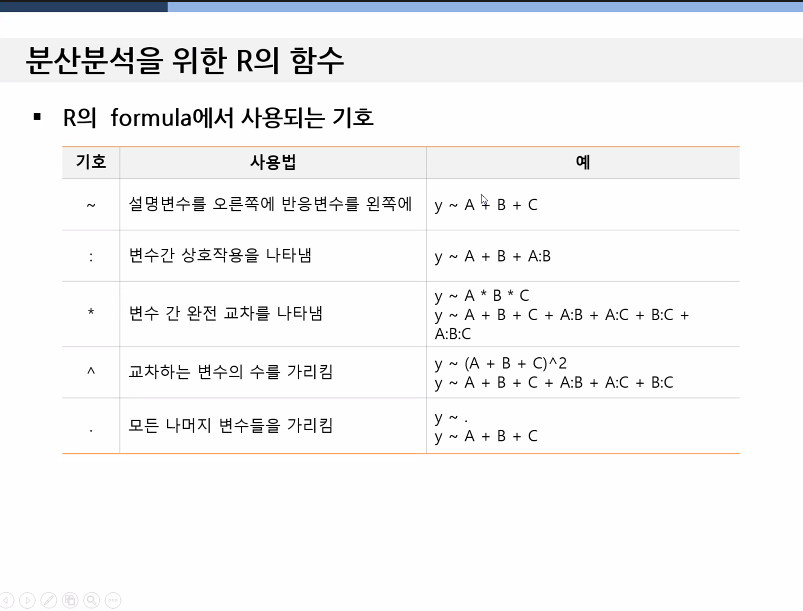 분산분석을 위한 R의 함수
▪ R의 formula에서 사용되는 기호
기호 사용법 예
~ 설명변수를 오른쪽에 반응변수를 왼쪽에 y ~ A + B + C
: 변수간 상호작용을 나타냄 y ~ A + B + A:B
* 변수 간 완전 교차를 나타냄 y ~ A * B * C
y ~ A + B + C + A:B + A:C + B:C +
A:B:C
^ 교차하는 변수의 수를 가리킴 y ~ (A + B + C)^2
y ~ A + B + C + A:B + A:C + B:C
. 모든 나머지 변수들을 가리킴 y ~ .
y ~ A + B + C